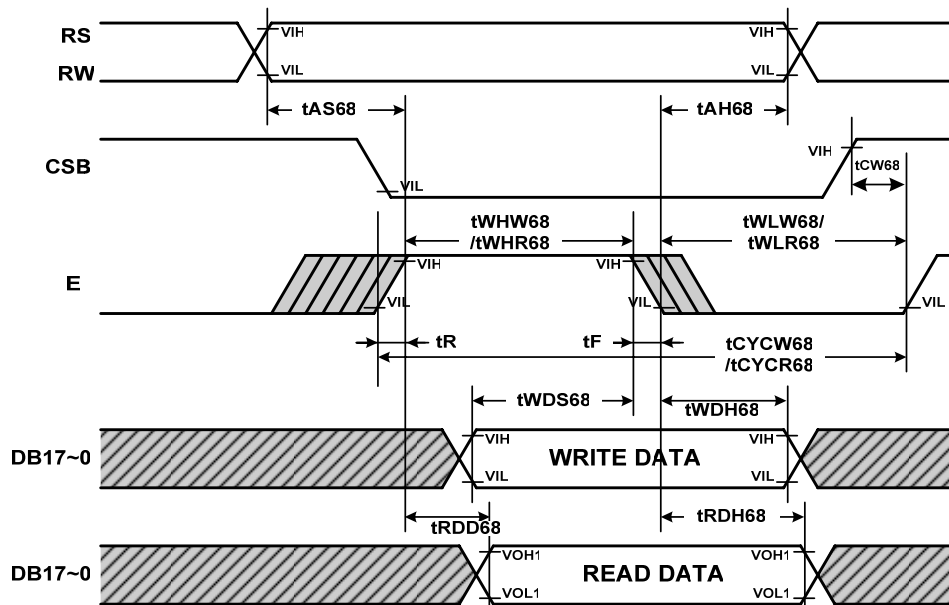 RS
VIH
VIH
RW
VIL
VIL
tAS68
tAH68
CSB
VIH
tCW68
VIL
tWHW68
/tWHR68
tWLW68/
tWLR68
E
VIH
VIH
VIL
VIL
VIL
tR
tF
tCYCW68
/tCYCR68
tWDS68
tWDH68
DB17~0
VIH
WRITE DATA
VIH
VIL
VIL
tRDD68
tRDH68
DB17~0
VOH1
READ DATA
VOH1
VOL1
VOL1